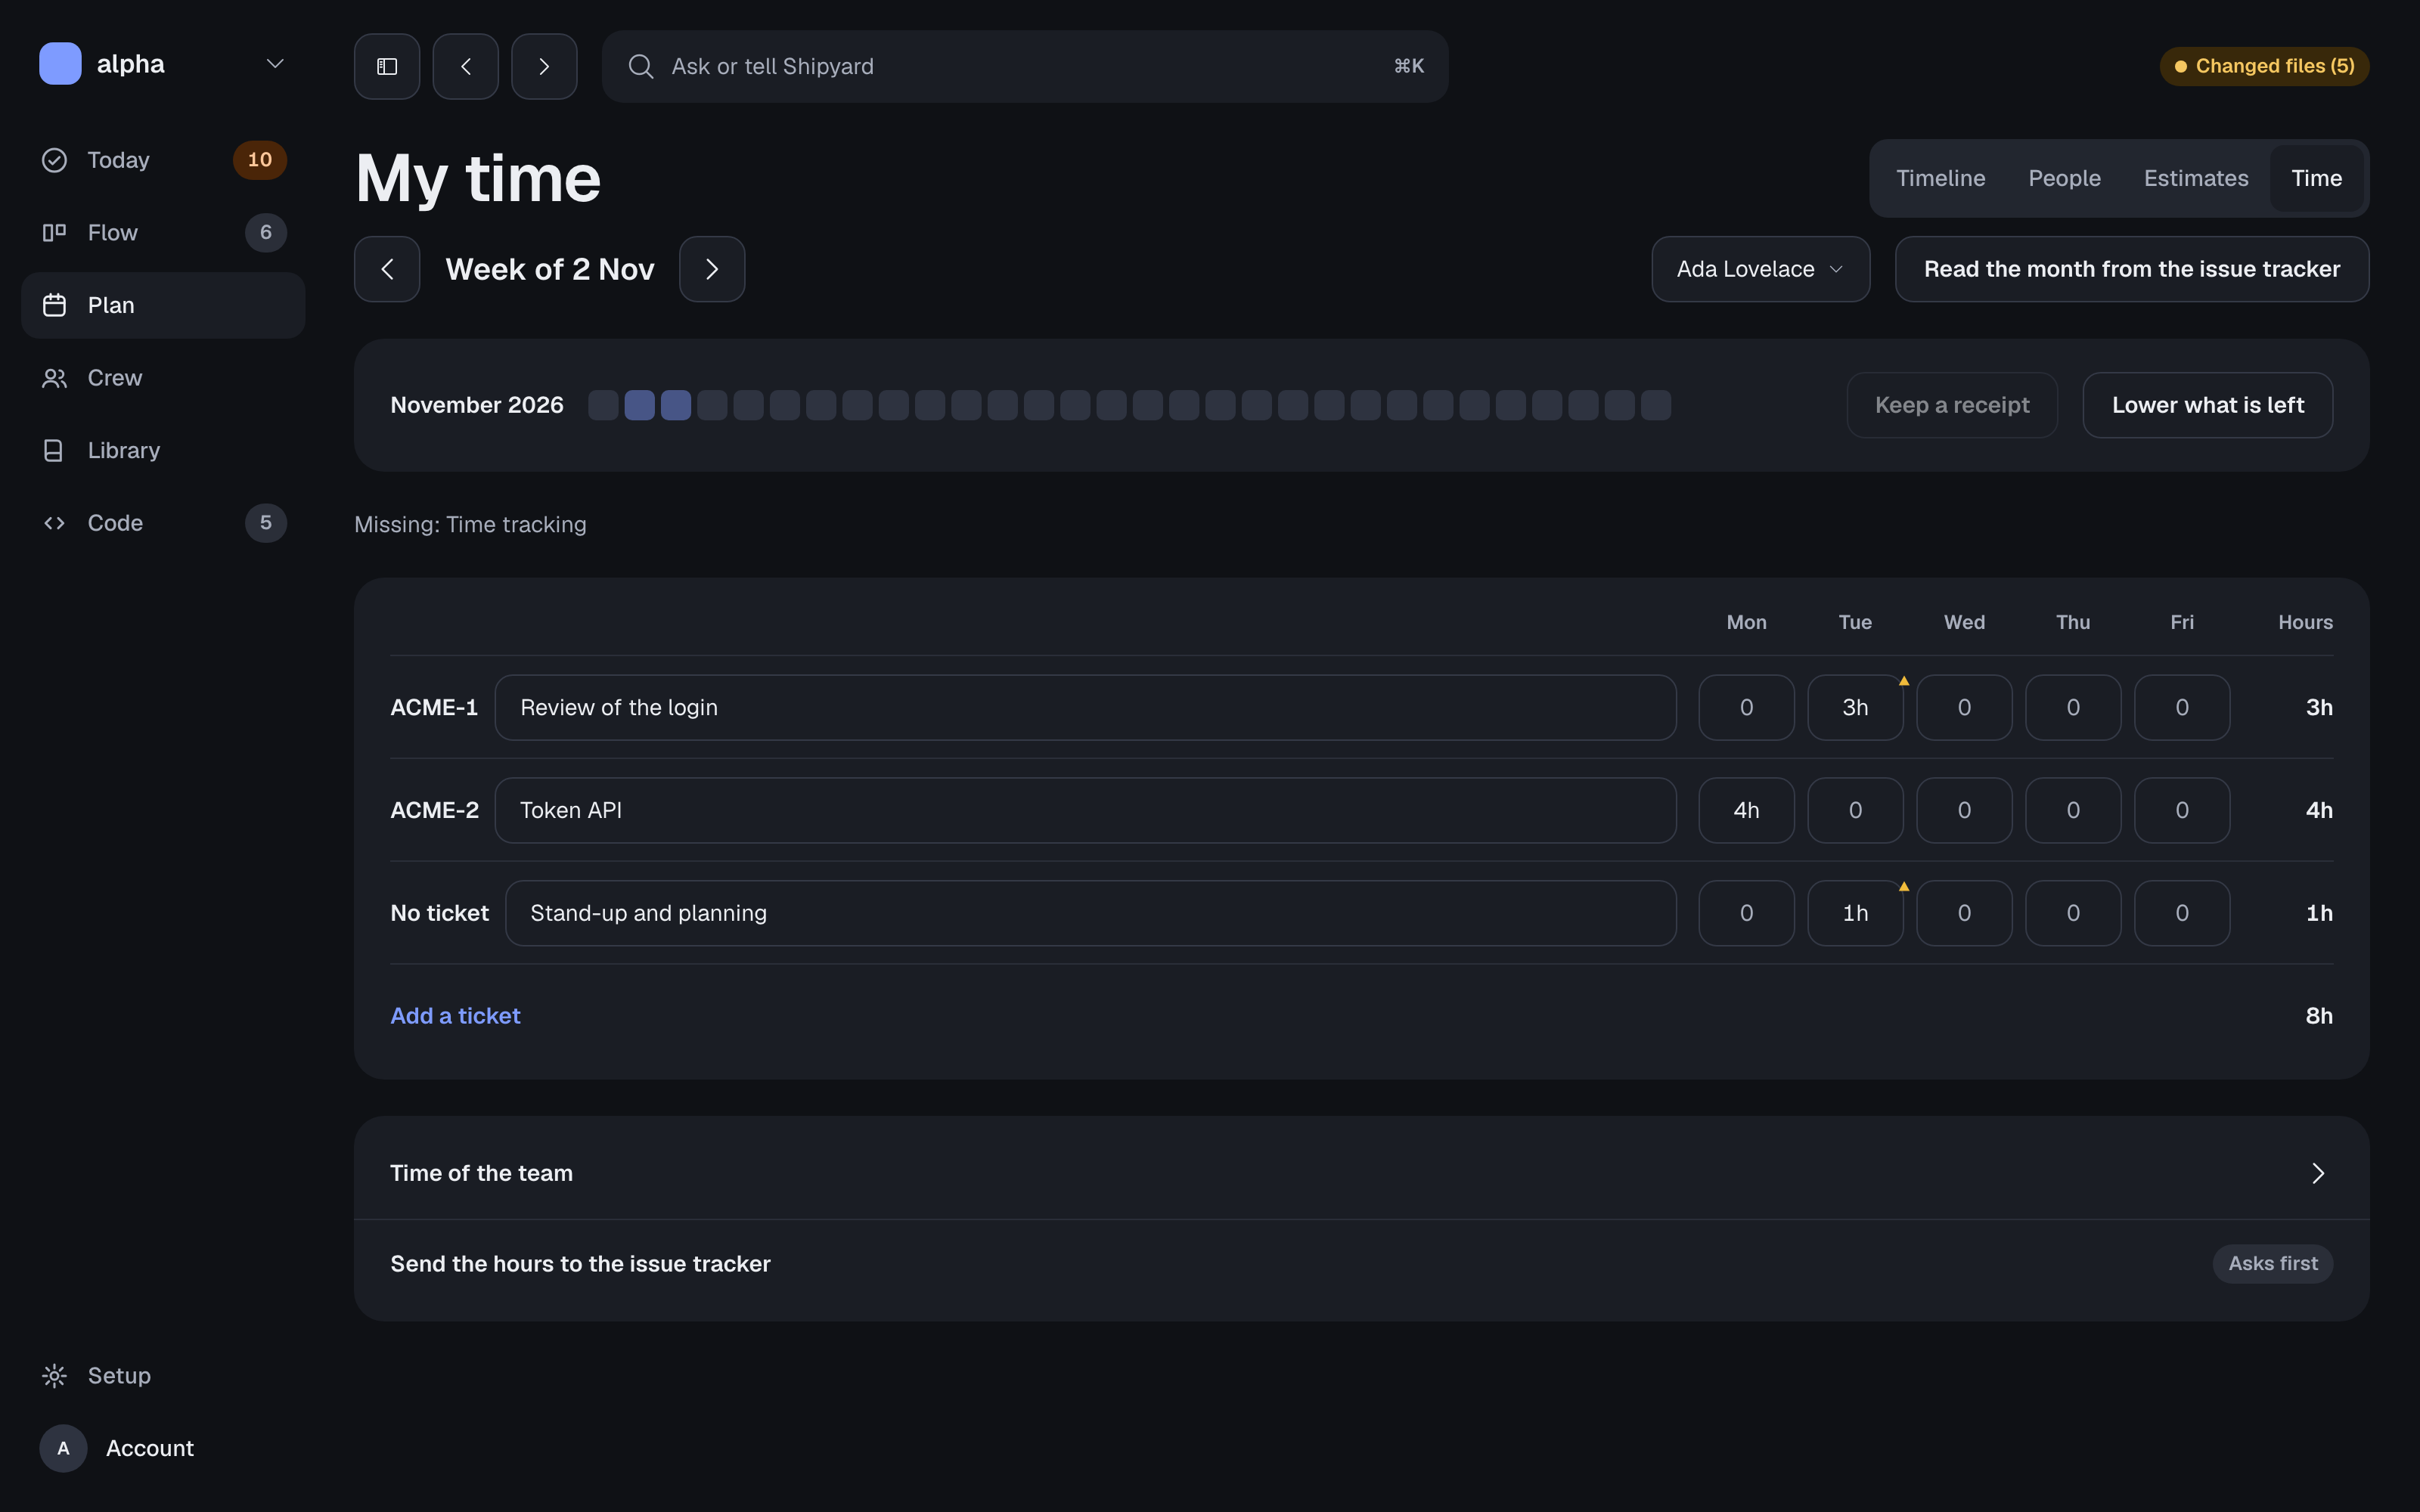 alpha
Ask or tell Shipyard ⌘K
Changed files (5)
Today 10
Flow 6
Plan
Crew
Library
Code 5
Setup
A Account
My time
Timeline People Estimates Time
Week of 2 Nov
Ada Lovelace
Read the month from the issue tracker
November 2026
Keep a receipt
Lower what is left
Missing: Time tracking
Mon Tue Wed Thu Fri Hours
ACME-1 Review of the login 0 3h 0 0 0 3h
ACME-2 Token API 4h 0 0 0 0 4h
No ticket Stand-up and planning 0 1h 0 0 0 1h
Add a ticket 8h
Time of the team
Send the hours to the issue tracker Asks first